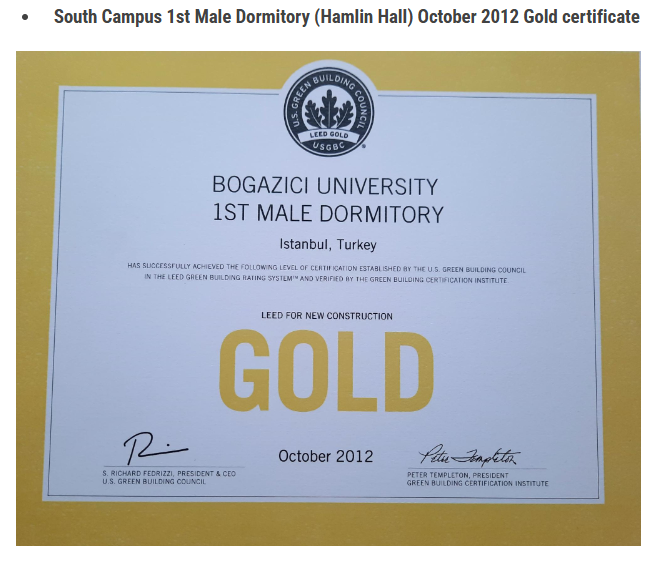 South Campus 1st Male Dormitory (Hamlin Hall) October 2012 Gold certificate
U.S. GREEN BUILDING COUNCIL
LEED GOLD
USGBC
BOGAZICI UNIVERSITY
1ST MALE DORMITORY
Istanbul, Turkey
HAS SUCCESSFULLY ACHIEVED THE FOLLOWING LEVEL OF CERTIFICATION ESTABLISHED BY THE U.S. GREEN BUILDING COUNCIL
IN THE LEED GREEN BUILDING RATING SYSTEM™ AND VERIFIED BY THE GREEN BUILDING CERTIFICATION INSTITUTE
LEED FOR NEW CONSTRUCTION
GOLD
October 2012
Peter Templeton
S. RICHARD FEDRIZZI, PRESIDENT & CEO
U.S. GREEN BUILDING COUNCIL
PETER TEMPLETON, PRESIDENT
GREEN BUILDING CERTIFICATION INSTITUTE